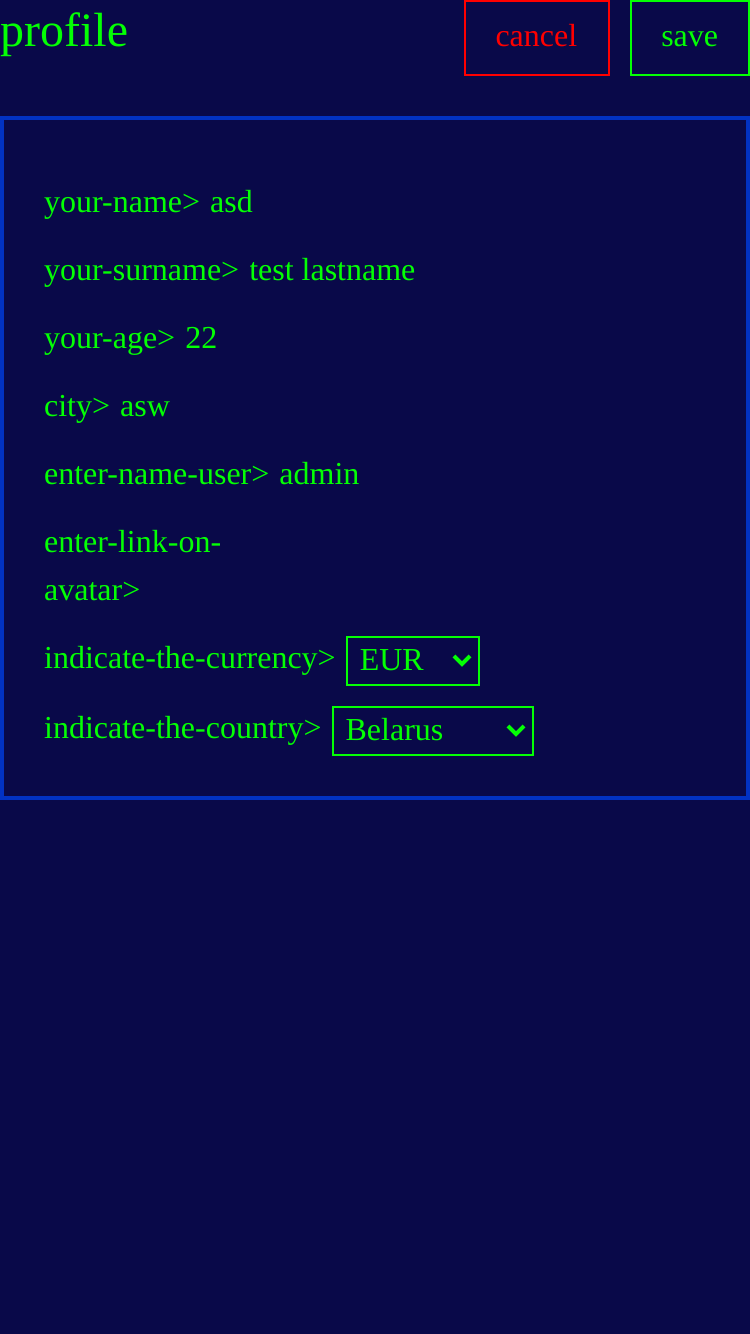 profile
cancel
save
your-name> asd
your-surname> test lastname
your-age> 22
city> asw
enter-name-user> admin
enter-link-on-
avatar>
indicate-the-currency> EUR
indicate-the-country> Belarus